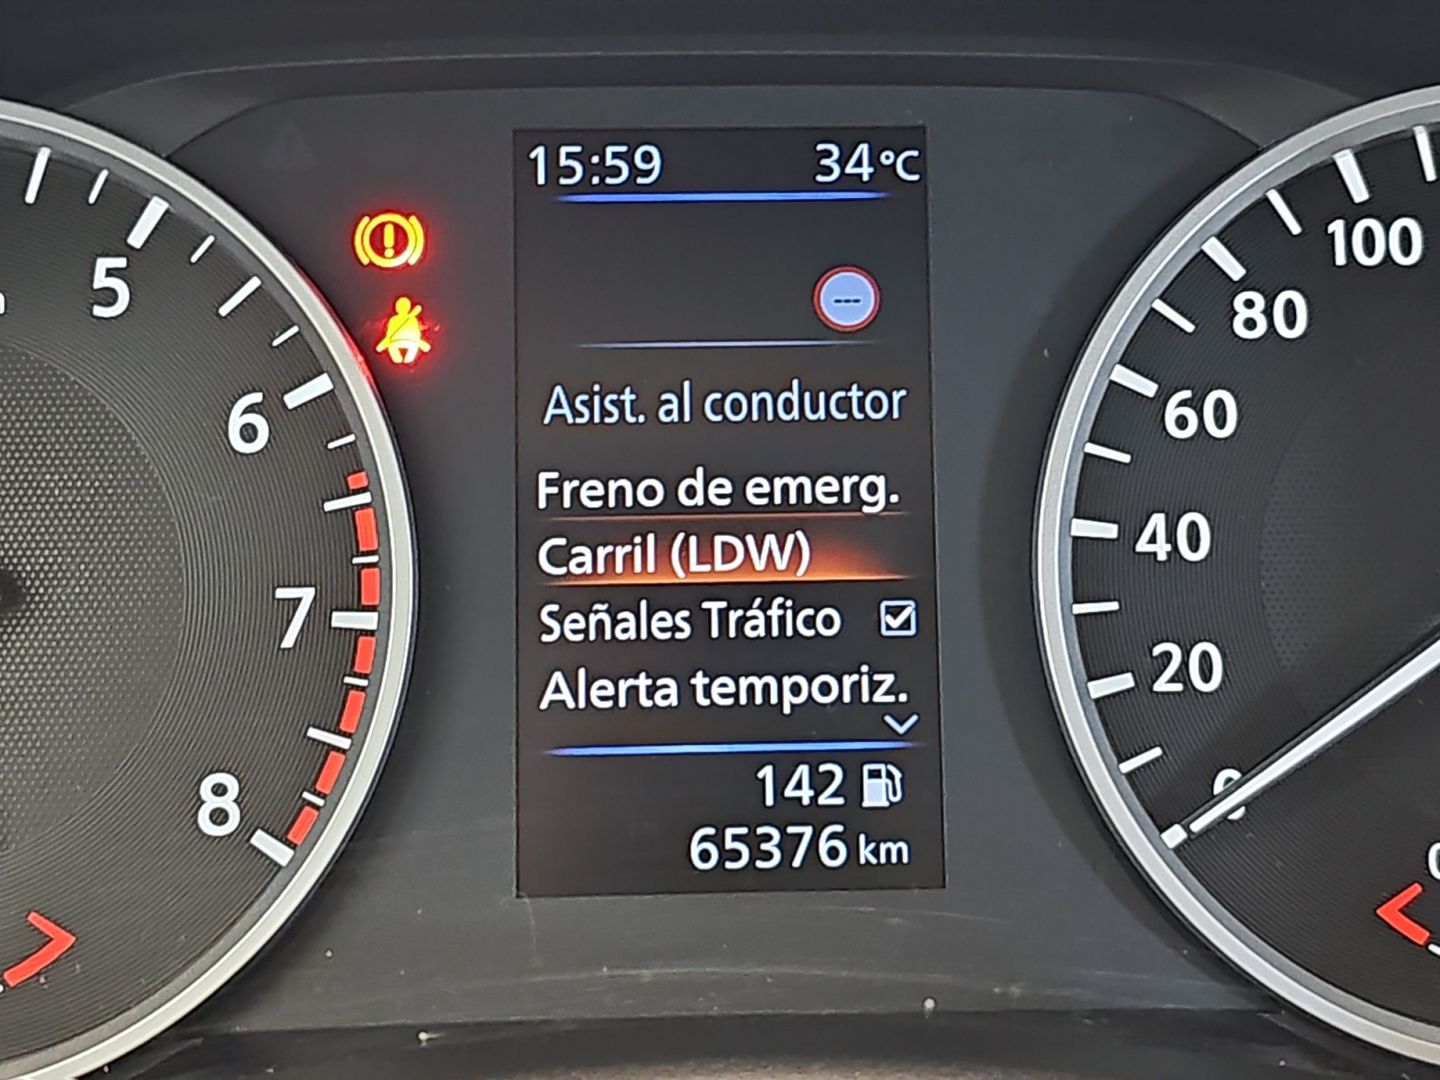 15:59 34°C
---
Asist. al conductor
Freno de emerg.
Carril (LDW)
Señales Tráfico
Alerta temporiz.
142
65376 km
5
6
7
8
100
80
60
40
20
0